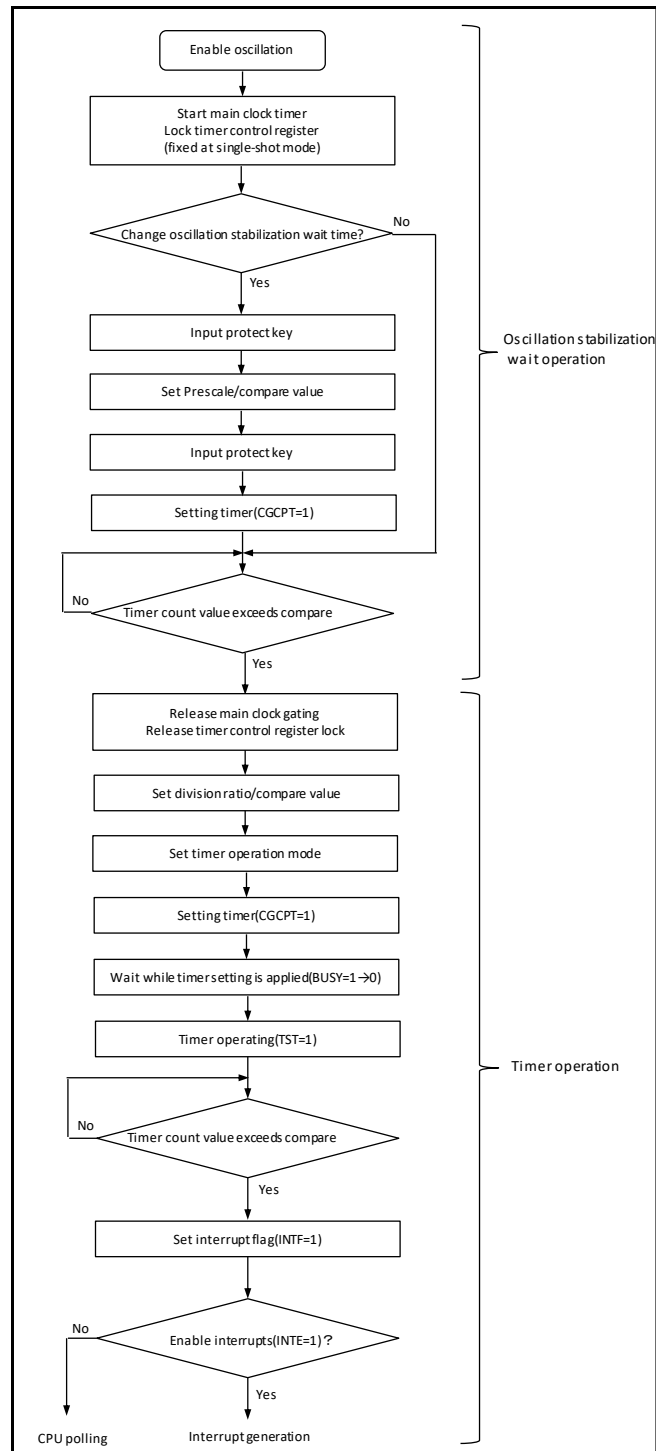 Enable oscillation
Start main clock timer
Lock timer control register
(fixed at single-shot mode)
Change oscillation stabilization wait time?
No
Yes
Input protect key
Set Prescale/compare value
Input protect key
Setting timer(CGCPT=1)
No
Timer count value exceeds compare
Yes
Oscillation stabilization
wait operation
Release main clock gating
Release timer control register lock
Set division ratio/compare value
Set timer operation mode
Setting timer(CGCPT=1)
Wait while timer setting is applied(BUSY=1→0)
Timer operating(TST=1)
No
Timer count value exceeds compare
Yes
Set interrupt flag(INTF=1)
No
Enable interrupts(INTE=1)?
Yes
CPU polling
Interrupt generation
Timer operation